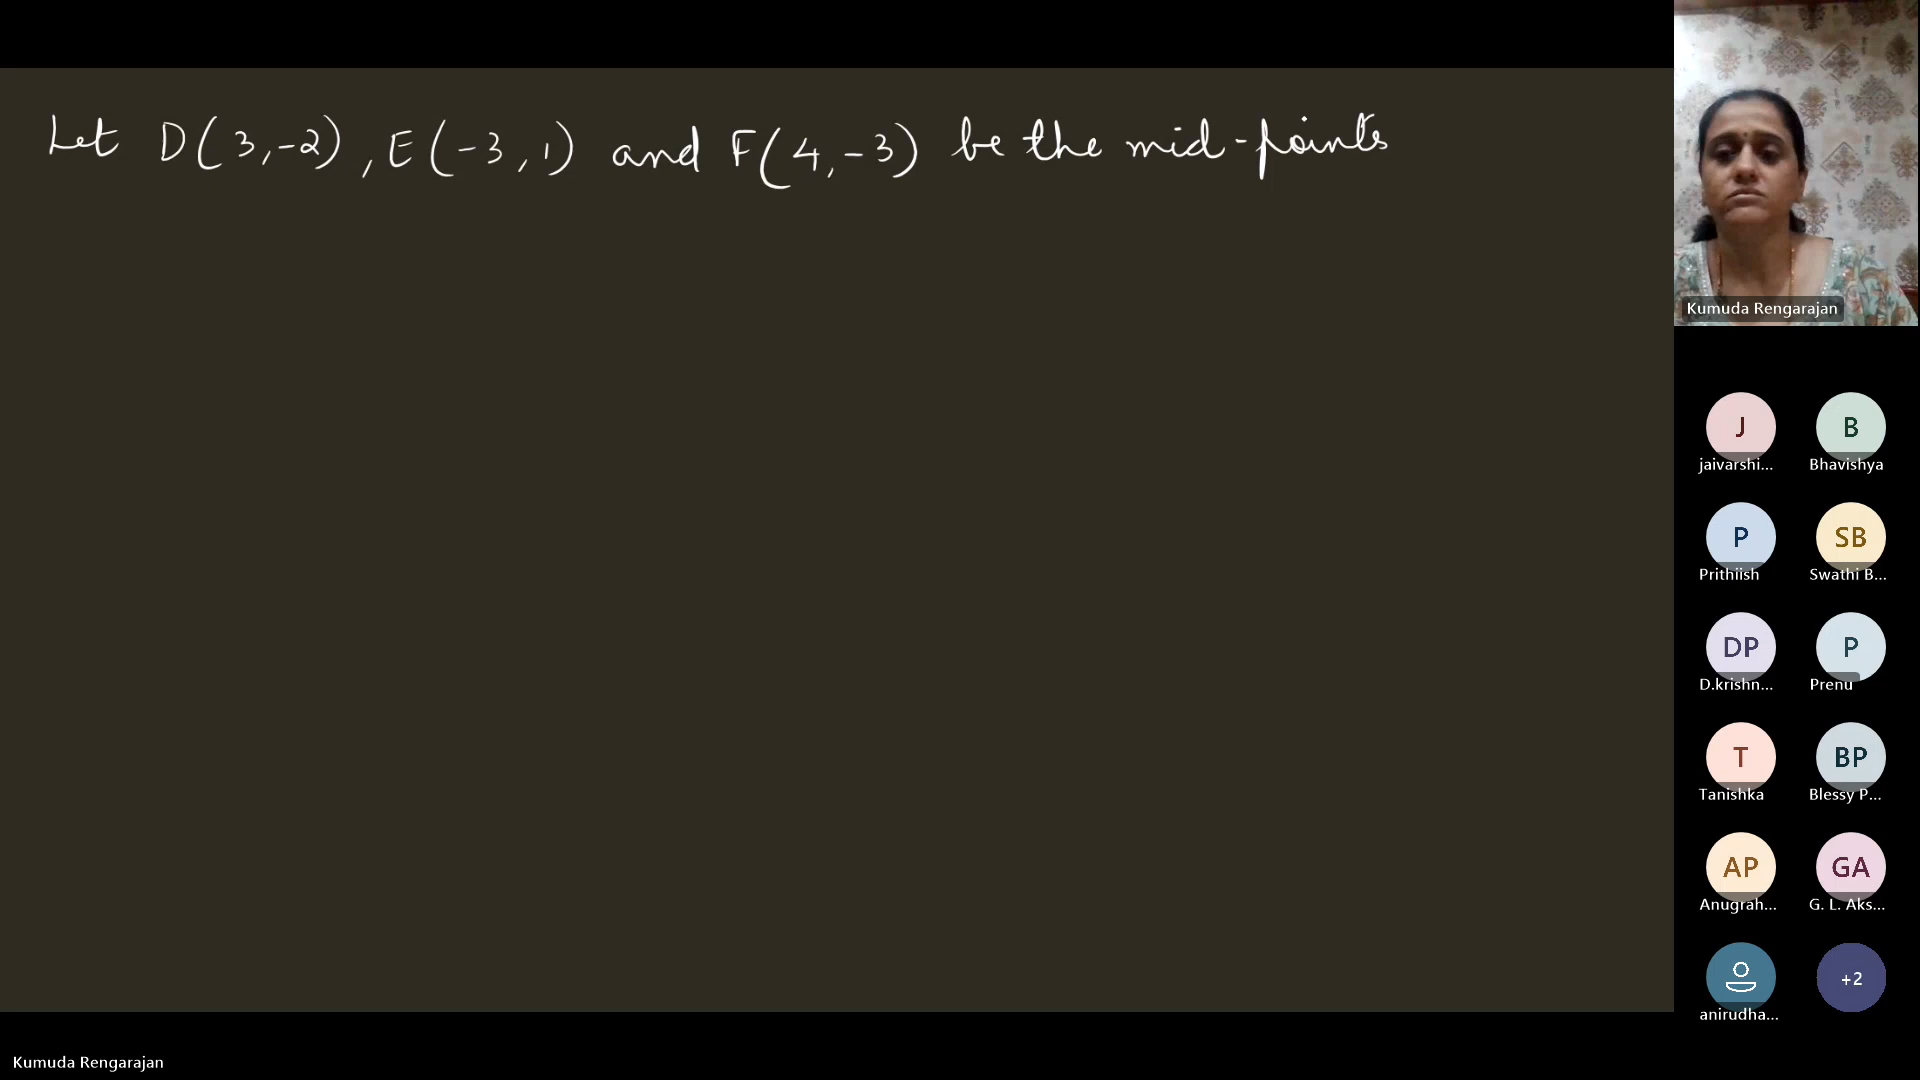 Let D(3,-2), E(-3,1) and F(4,-3) be the mid-points
Kumuda Rengarajan
J
B
jaivarshi...
Bhavishya
P
SB
Prithiish
Swathi B...
DP
P
D.krishn...
Prenu
T
BP
Tanishka
Blessy P...
AP
GA
Anugrah...
G. L. Aks...
+2
anirudha...
Kumuda Rengarajan